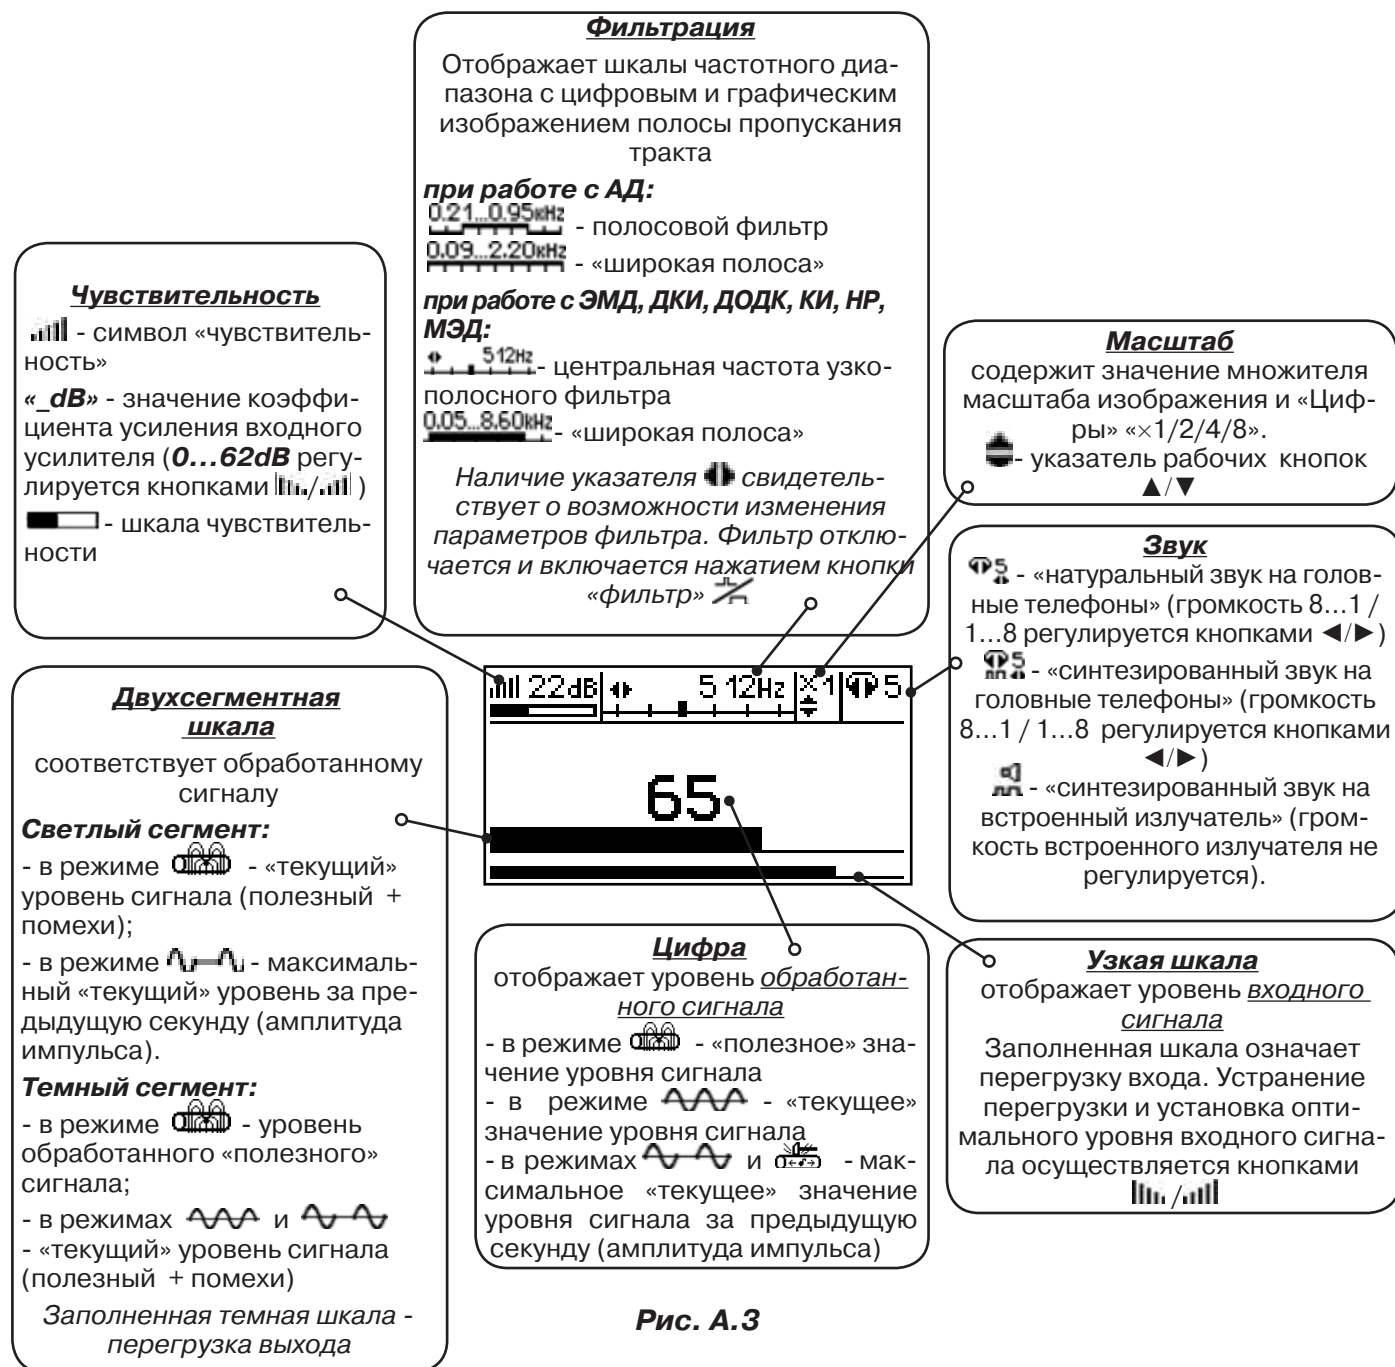 Фильтрация
Отображает шкалы частотного диа-
пазона с цифровым и графическим
изображением полосы пропускания
тракта
при работе с АД:
0.21...0.95кHz - полосовой фильтр
0.09...2.20кHz - «широкая полоса»
при работе с ЭМД, ДКИ, ДОДК, КИ, НР,
МЭД:
512Hz - центральная частота узко-
полосного фильтра
0.05...8.60кHz - «широкая полоса»
Наличие указателя ◀▶ свидетель-
ствует о возможности изменения
параметров фильтра. Фильтр отклю-
чается и включается нажатием кнопки
«фильтр»
Чувствительность
- символ «чувствитель-
ность»
«_dB» - значение коэффи-
циента усиления входного
усилителя (0...62dB регу-
лируется кнопками / )
- шкала чувствитель-
ности
Масштаб
содержит значение множителя
масштаба изображения и «Циф-
ры» «×1/2/4/8».
- указатель рабочих кнопок
▲/▼
Звук
5 - «натуральный звук на голов-
ные телефоны» (громкость 8...1 /
1...8 регулируется кнопками ◀/▶)
5 - «синтезированный звук на
головные телефоны» (громкость
8...1 / 1...8 регулируется кнопками
◀/▶)
- «синтезированный звук на
встроенный излучатель» (гром-
кость встроенного излучателя не
регулируется).
Двухсегментная
шкала
соответствует обработанному
сигналу
Светлый сегмент:
- в режиме - «текущий»
уровень сигнала (полезный +
помехи);
- в режиме - максималь-
ный «текущий» уровень за пре-
дыдущую секунду (амплитуда
импульса).
Темный сегмент:
- в режиме - уровень
обработанного «полезного»
сигнала;
- в режимах и
- «текущий» уровень сигнала
(полезный + помехи)
Заполненная темная шкала -
перегрузка выхода
22dB 512Hz ×1 5
65
Цифра
отображает уровень обработан-
ного сигнала
- в режиме - «полезное» зна-
чение уровня сигнала
- в режиме - «текущее»
значение уровня сигнала
- в режимах и - мак-
симальное «текущее» значение
уровня сигнала за предыдущую
секунду (амплитуда импульса)
Узкая шкала
отображает уровень входного
сигнала
Заполненная шкала означает
перегрузку входа. Устранение
перегрузки и установка опти-
мального уровня входного сигна-
ла осуществляется кнопками
/
Рис. А.3